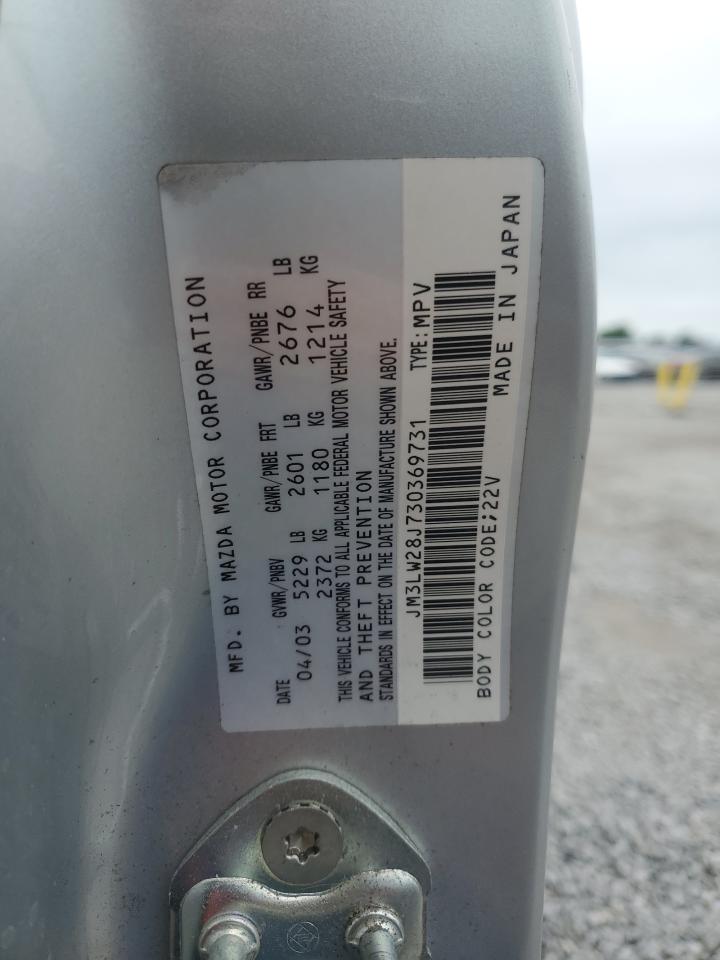 MFD. BY MAZDA MOTOR CORPORATION
DATE GVWR/PNBV GAWR/PNBE FRT GAWR/PNBE RR
04/03 5229 LB 2601 LB 2676 LB
2372 KG 1180 KG 1214 KG
THIS VEHICLE CONFORMS TO ALL APPLICABLE FEDERAL MOTOR VEHICLE SAFETY
AND THEFT PREVENTION
STANDARDS IN EFFECT ON THE DATE OF MANUFACTURE SHOWN ABOVE.
JM3LW28J730369731 TYPE:MPV
BODY COLOR CODE;22V MADE IN JAPAN